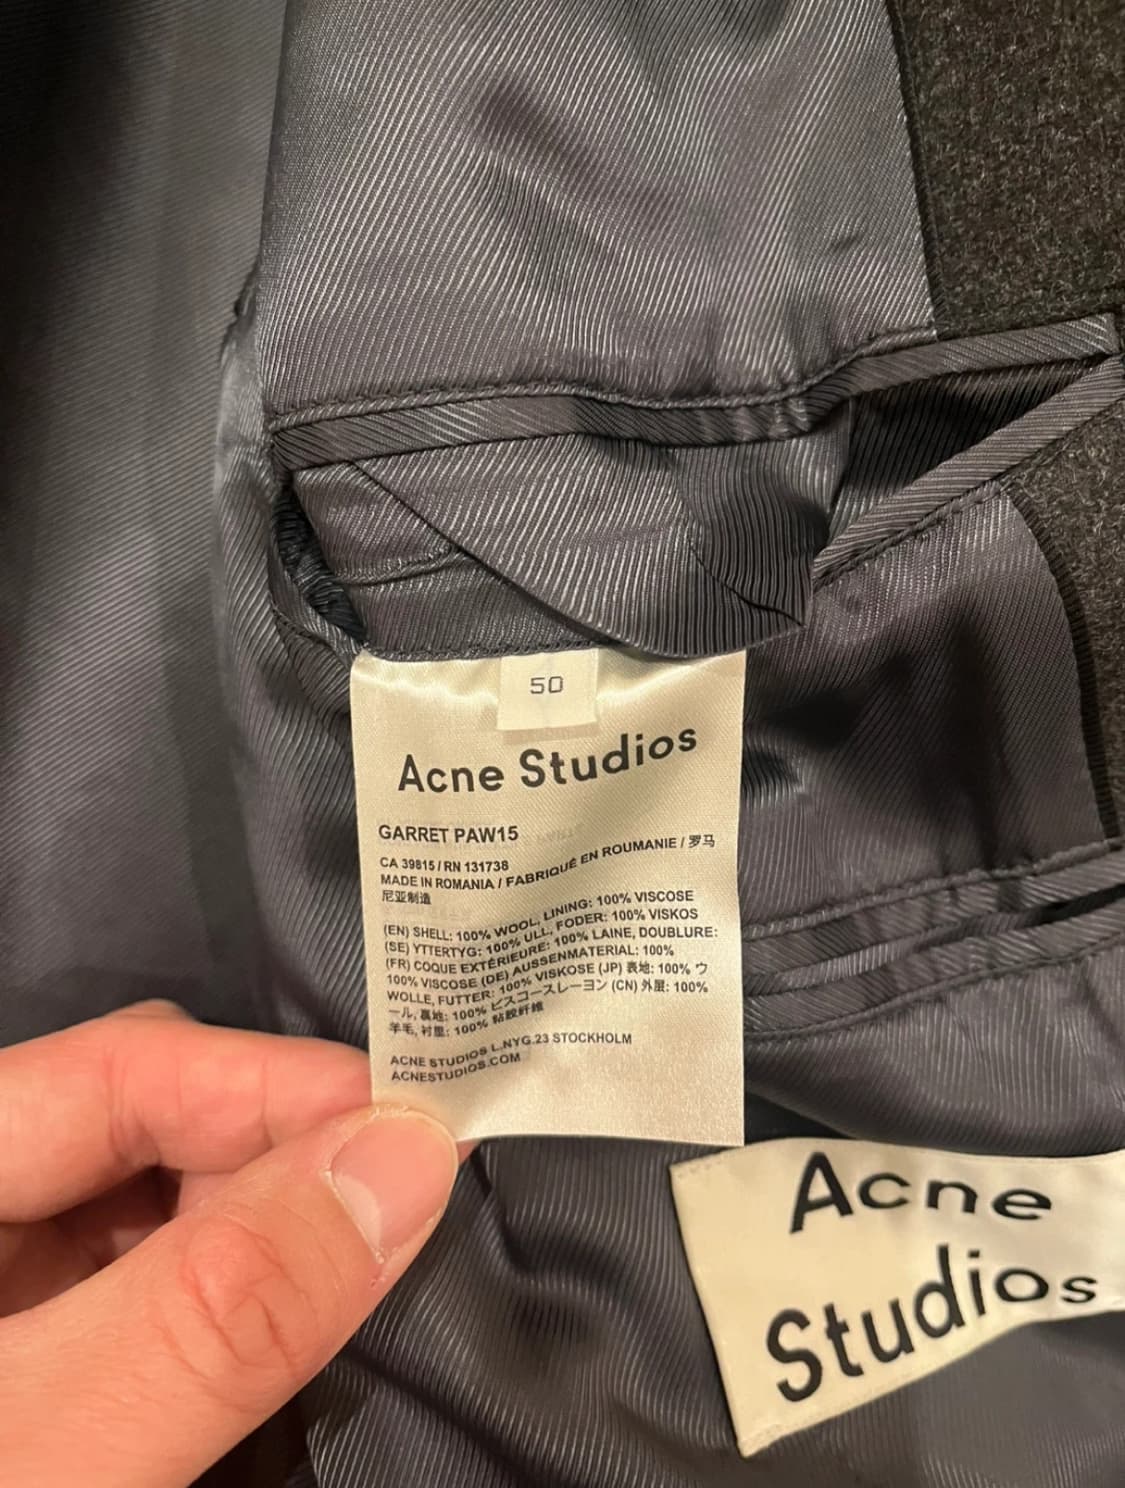 50
Acne Studios
GARRET PAW15
CA 39815 / RN 131738
MADE IN ROMANIA / FABRIQUÉ EN ROUMANIE / 罗马
尼亚制造
(EN) SHELL: 100% WOOL, LINING: 100% VISCOSE
(SE) YTTERTYG: 100% ULL, FODER: 100% VISKOS
(FR) COQUE EXTÉRIEURE: 100% LAINE, DOUBLURE:
100% VISCOSE (DE) AUSSENMATERIAL: 100%
WOLLE, FUTTER: 100% VISKOSE (JP) 表地: 100% ウ
ール, 裏地: 100% ビスコースレーヨン (CN) 外层: 100%
羊毛, 衬里: 100% 粘胶纤维
ACNE STUDIOS L.NYG.23 STOCKHOLM
ACNESTUDIOS.COM
Acne
Studios